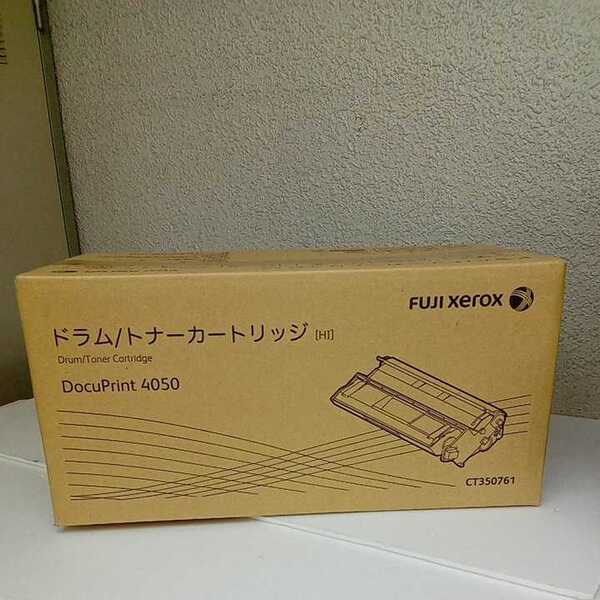 FUJI xerox
ドラム/トナーカートリッジ [HI]
Drum/Toner Cartridge
DocuPrint 4050
CT350761